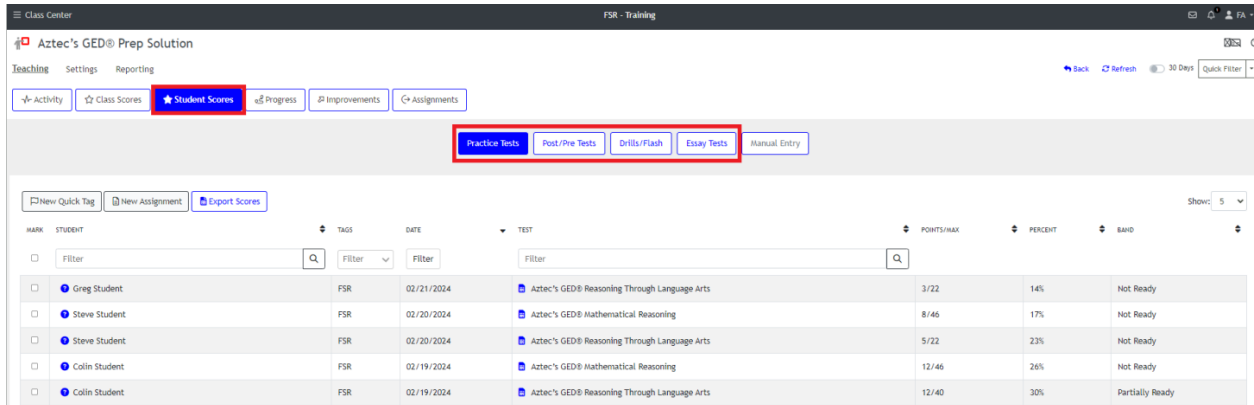 Class Center FSR - Training 1 FA
Aztec's GED® Prep Solution
Teaching Settings Reporting Back Refresh 30 Days Quick Filter
Activity Class Scores Student Scores Progress Improvements Assignments
Practice Tests Post/Pre Tests Drills/Flash Essay Tests Manual Entry
New Quick Tag New Assignment Export Scores Show: 5
MARK STUDENT TAGS DATE TEST POINTS/MAX PERCENT BAND
Filter Filter Filter Filter
Greg Student FSR 02/21/2024 Aztec's GED® Reasoning Through Language Arts 3/22 14% Not Ready
Steve Student FSR 02/20/2024 Aztec's GED® Mathematical Reasoning 8/46 17% Not Ready
Steve Student FSR 02/20/2024 Aztec's GED® Reasoning Through Language Arts 5/22 23% Not Ready
Colin Student FSR 02/19/2024 Aztec's GED® Mathematical Reasoning 12/46 26% Not Ready
Colin Student FSR 02/19/2024 Aztec's GED® Reasoning Through Language Arts 12/40 30% Partially Ready